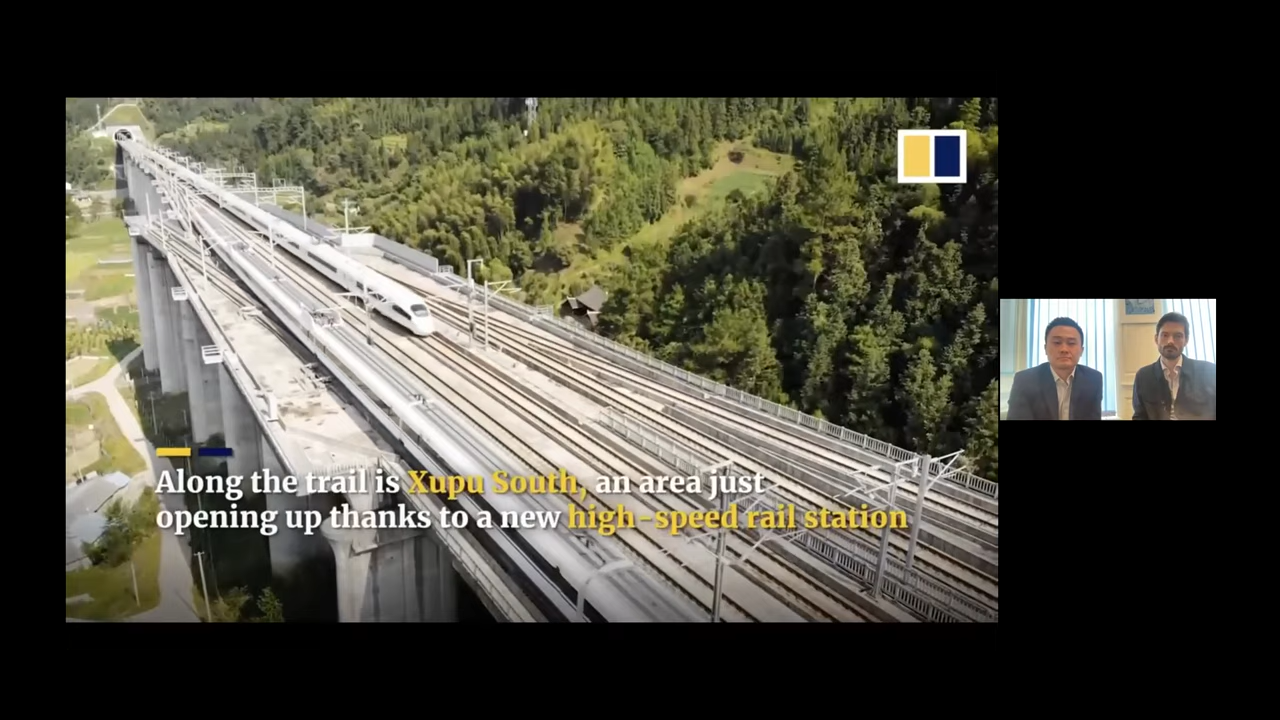 Along the trail is Xupu South, an area just
opening up thanks to a new high-speed rail station